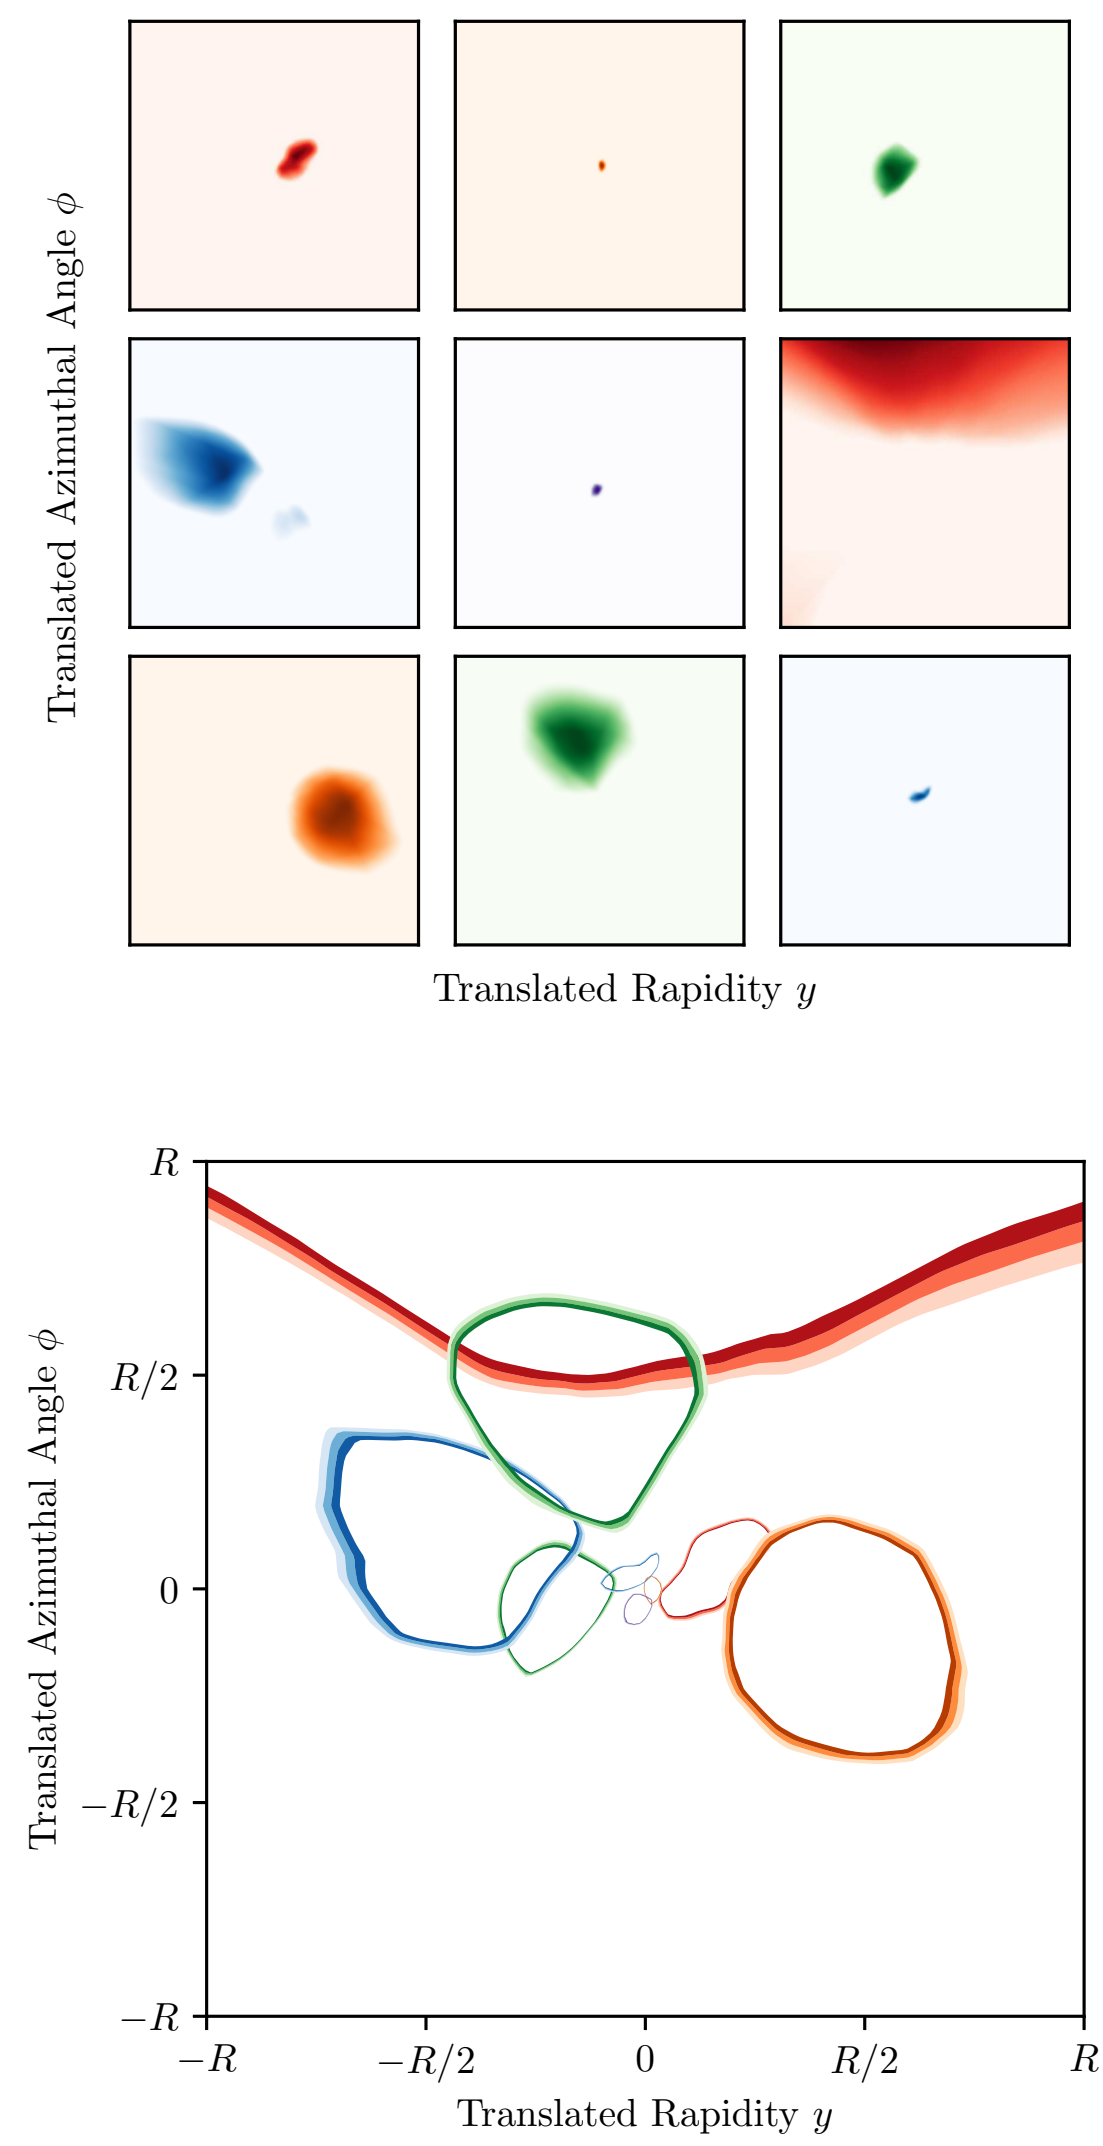 Translated Azimuthal Angle ϕ
Translated Rapidity y
Translated Azimuthal Angle ϕ
R
R/2
0
−R/2
−R
−R
−R/2
0
R/2
R
Translated Rapidity y